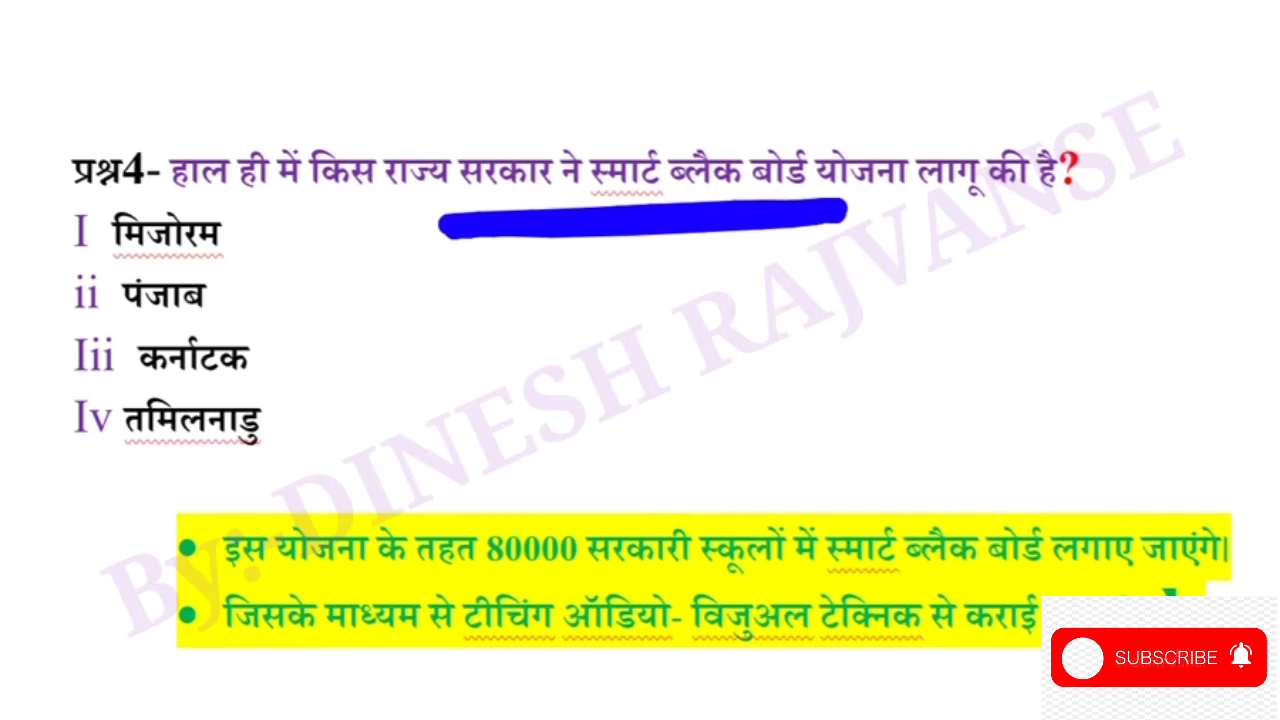 प्रश्न4- हाल ही में किस राज्य सरकार ने स्मार्ट ब्लैक बोर्ड योजना लागू की है?
I मिजोरम
ii पंजाब
Iii कर्नाटक
Iv तमिलनाडु
By:-DINESH RAJVANSE
• इस योजना के तहत 80000 सरकारी स्कूलों में स्मार्ट ब्लैक बोर्ड लगाए जाएंगे।
• जिसके माध्यम से टीचिंग ऑडियो- विजुअल टेक्निक से कराई
SUBSCRIBE